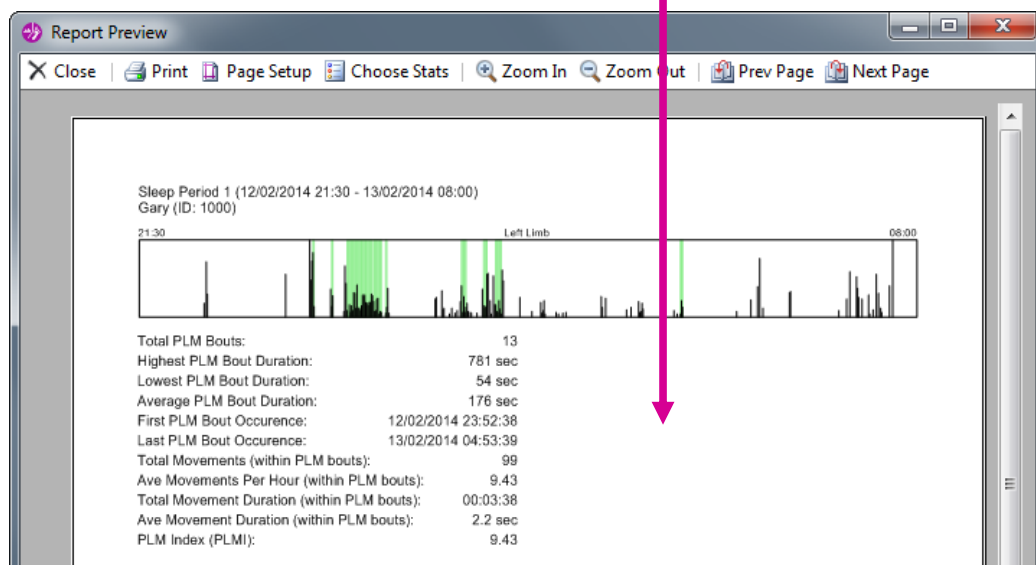 Report Preview
Close Print Page Setup Choose Stats Zoom In Zoom Out Prev Page Next Page
Sleep Period 1 (12/02/2014 21:30 - 13/02/2014 08:00)
Gary (ID: 1000)
21:30 Left Limb 08:00
Total PLM Bouts: 13
Highest PLM Bout Duration: 781 sec
Lowest PLM Bout Duration: 54 sec
Average PLM Bout Duration: 176 sec
First PLM Bout Occurence: 12/02/2014 23:52:38
Last PLM Bout Occurence: 13/02/2014 04:53:39
Total Movements (within PLM bouts): 99
Ave Movements Per Hour (within PLM bouts): 9.43
Total Movement Duration (within PLM bouts): 00:03:38
Ave Movement Duration (within PLM bouts): 2.2 sec
PLM Index (PLMI): 9.43